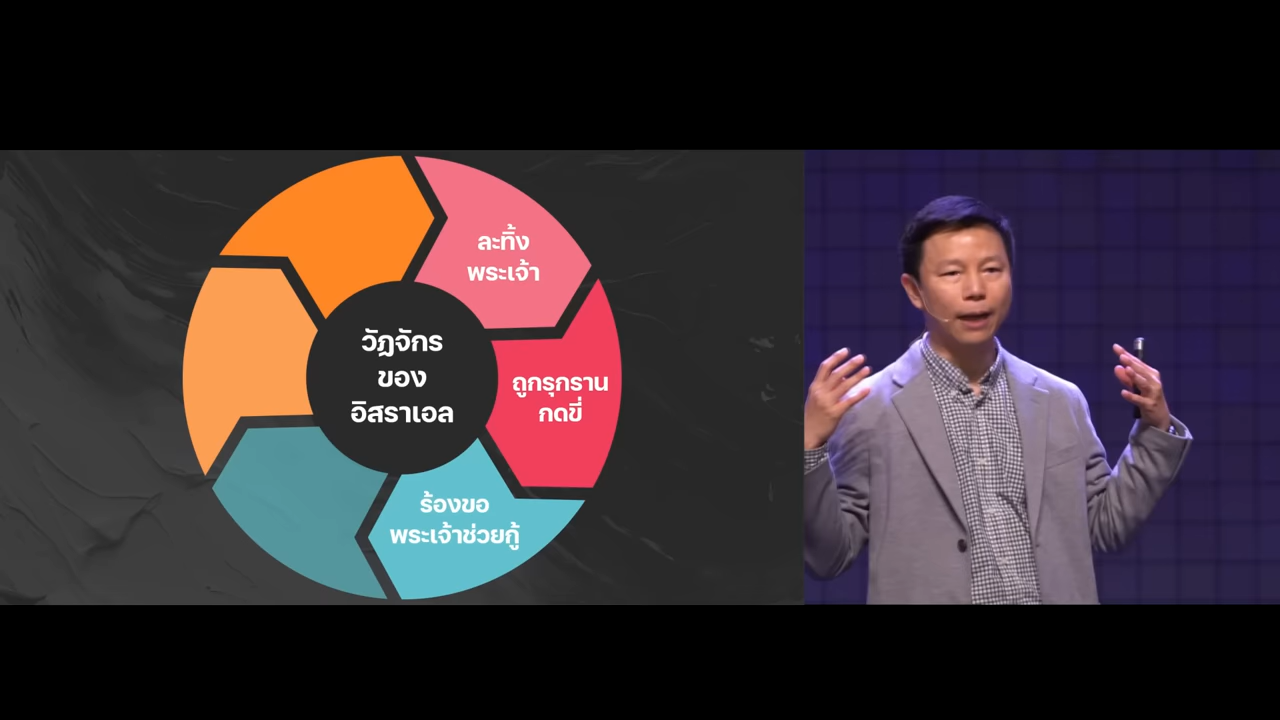 วัฏจักร
ของ
อิสราเอล
ละทิ้ง
พระเจ้า
ถูกรุกราน
กดขี่
ร้องขอ
พระเจ้าช่วยกู้